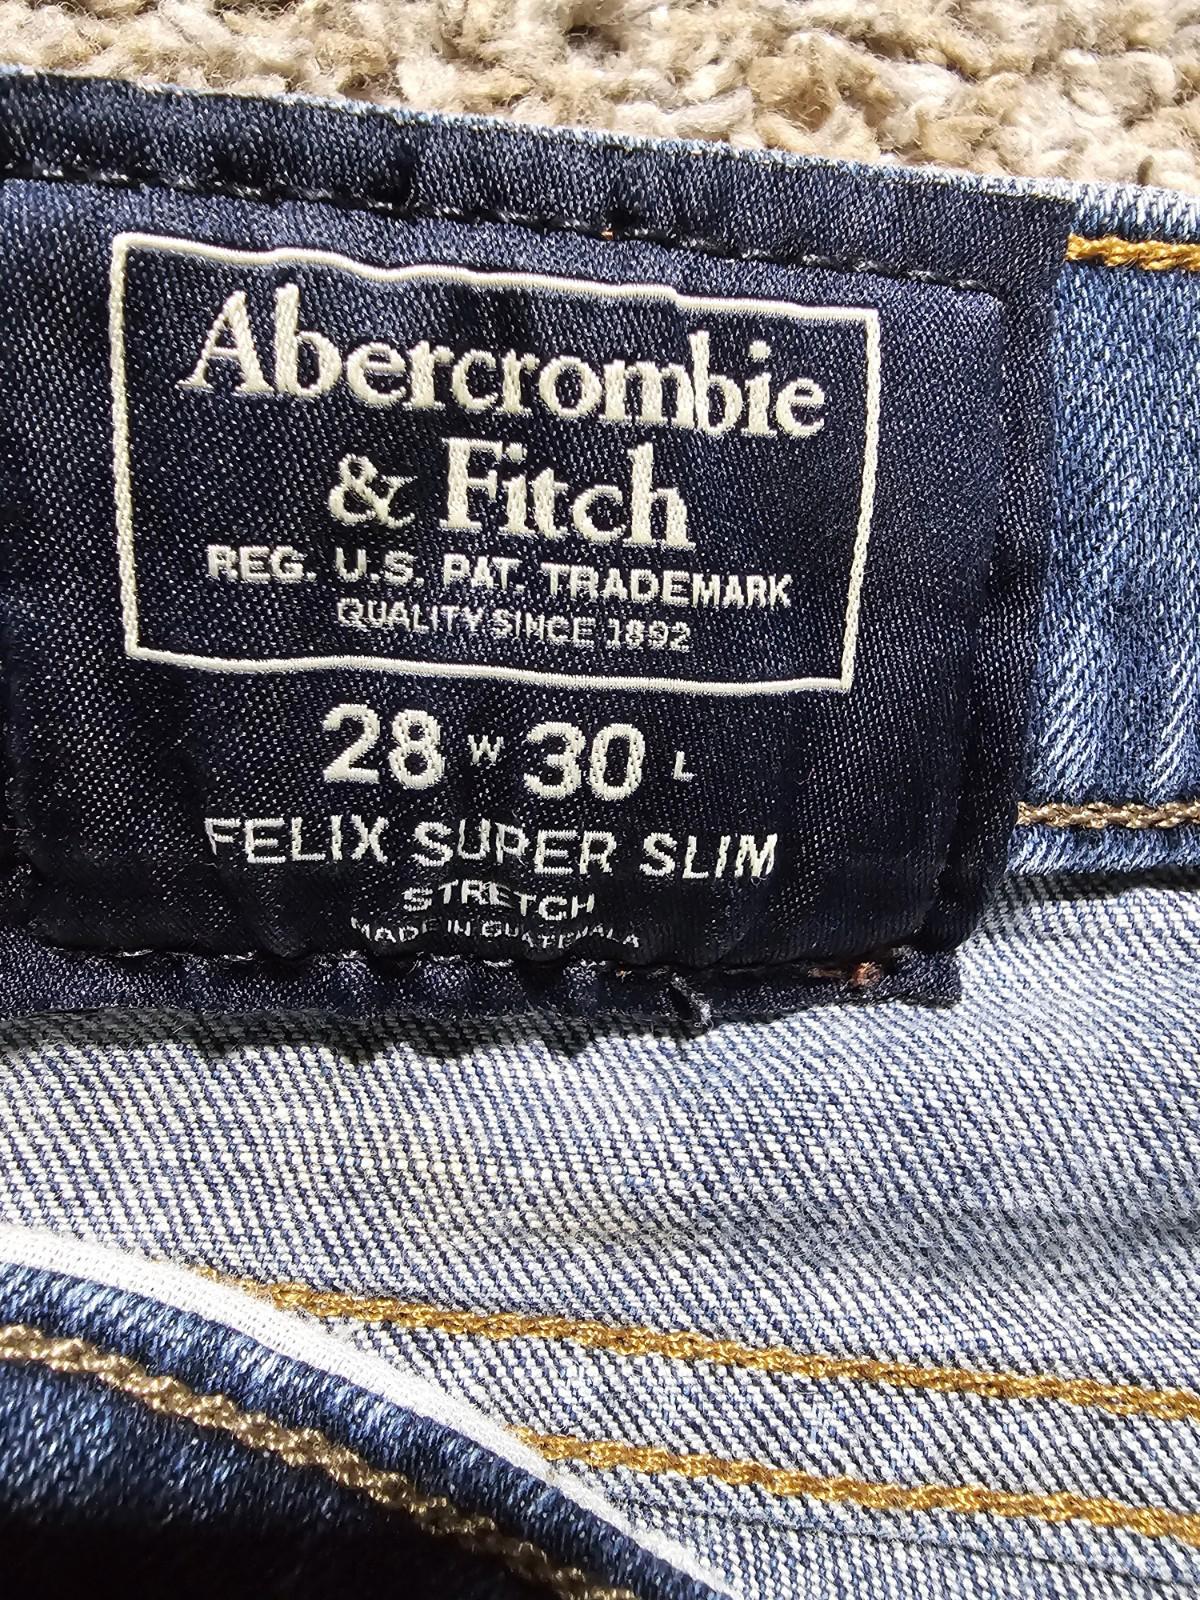 Abercrombie
& Fitch
REG. U.S. PAT. TRADEMARK
QUALITY SINCE 1892
28 W 30 L
FELIX SUPER SLIM
STRETCH
MADE IN GUATEMALA